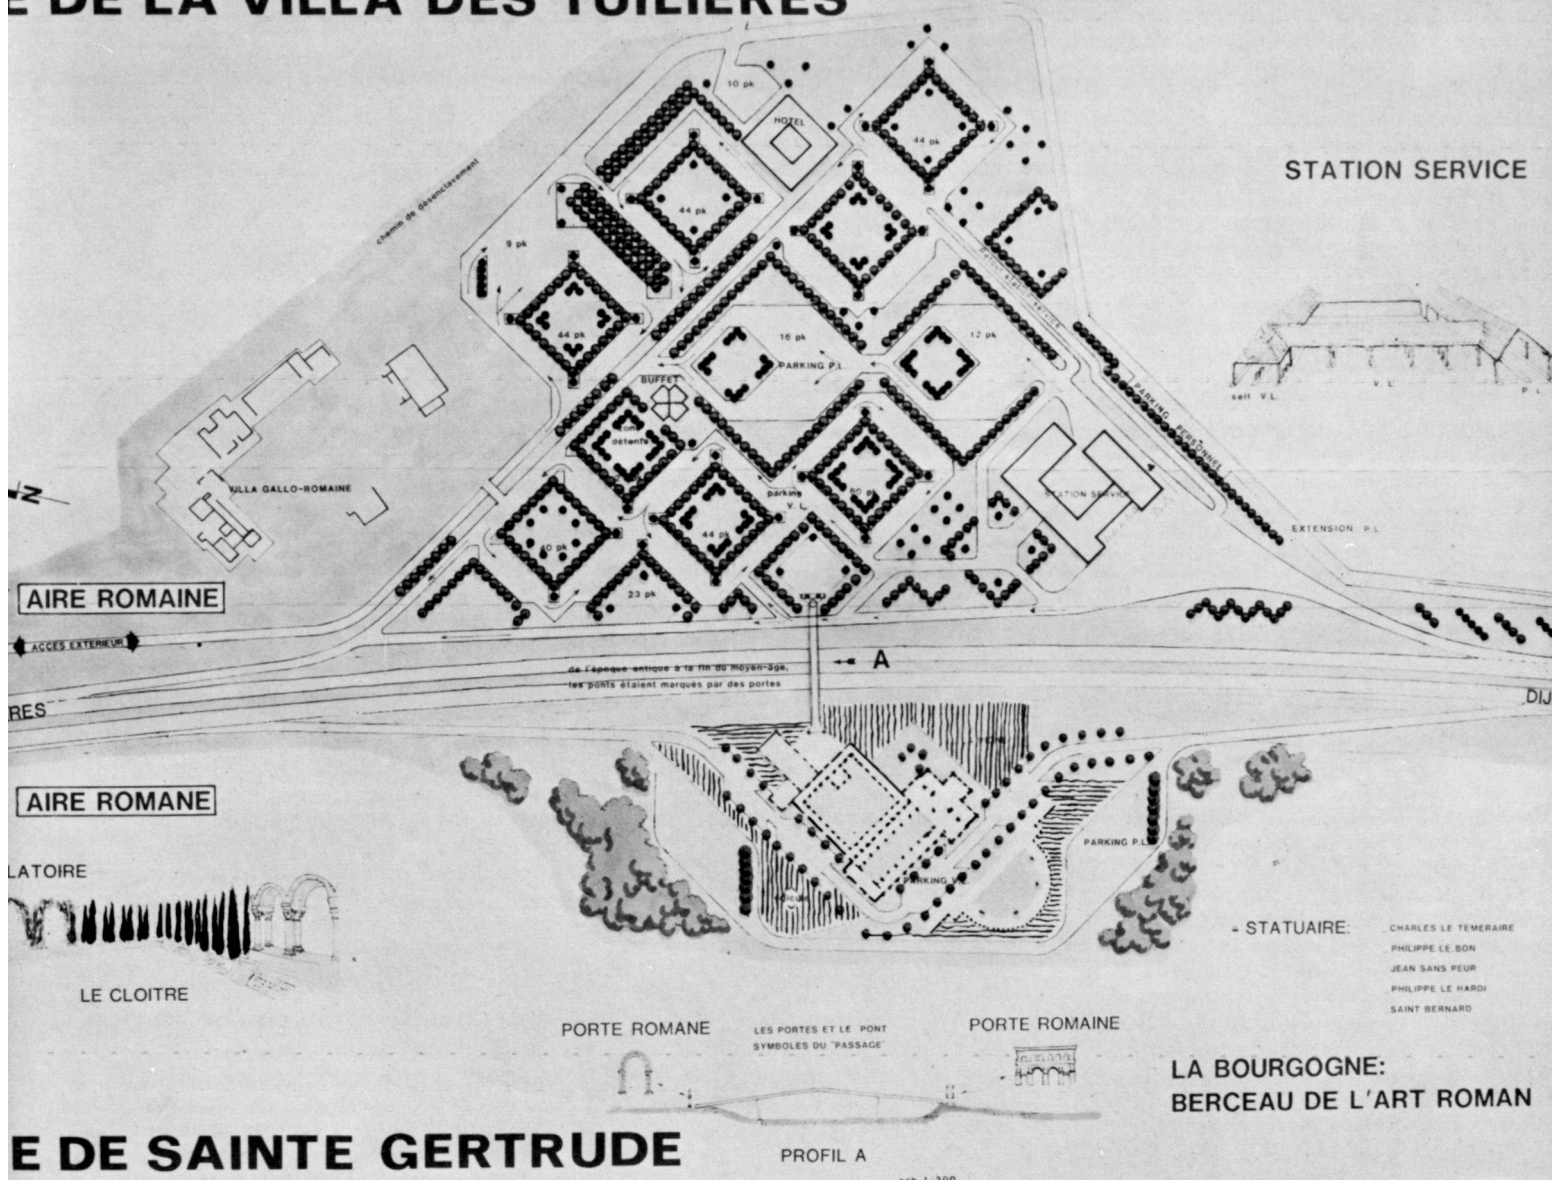 E DE LA VILLA DES TUILIERES
10 pk
HOTEL
44 pk
STATION SERVICE
chemin de désenclavement
44 pk
9 pk
44 pk
16 pk
12 pk
PARKING P.L.
BUFFET
self V.L.
V.L.
P.L.
PARKING PERSONNEL
détente
VILLA GALLO-ROMAINE
N
parking
V.L.
STATION SERVICE
EXTENSION P.L.
44 pk
23 pk
AIRE ROMAINE
ACCES EXTERIEUR
de l'époque antique à la fin du moyen-âge,
les ponts étaient marqués par des portes
A
RES
DIJ
AIRE ROMANE
PARKING P.L.
PARKING V.L.
LATOIRE
LE CLOITRE
- STATUAIRE:
CHARLES LE TEMERAIRE
PHILIPPE LE BON
JEAN SANS PEUR
PHILIPPE LE HARDI
SAINT BERNARD
PORTE ROMANE
LES PORTES ET LE PONT
SYMBOLES DU "PASSAGE"
PORTE ROMAINE
LA BOURGOGNE:
BERCEAU DE L'ART ROMAN
E DE SAINTE GERTRUDE
PROFIL A